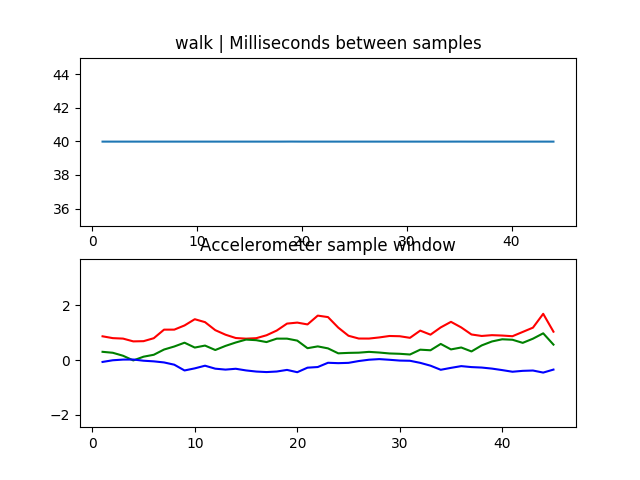 walk | Milliseconds between samples
44
42
40
38
36
0 10 20 30 40
Accelerometer sample window
2
0
−2
0 10 20 30 40